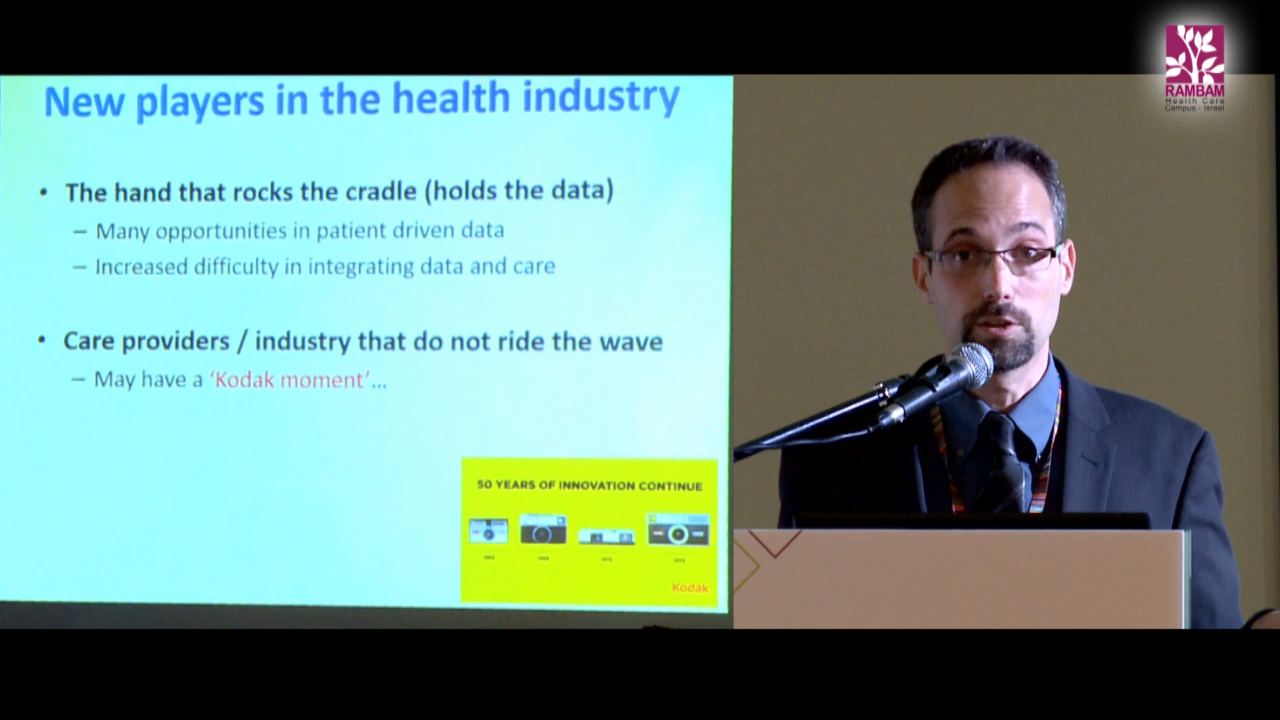 New players in the health industry
• The hand that rocks the cradle (holds the data)
– Many opportunities in patient driven data
– Increased difficulty in integrating data and care
• Care providers / industry that do not ride the wave
– May have a ‘Kodak moment’...
50 YEARS OF INNOVATION CONTINUE
Kodak
RAMBAM
Health Care
Campus - Israel